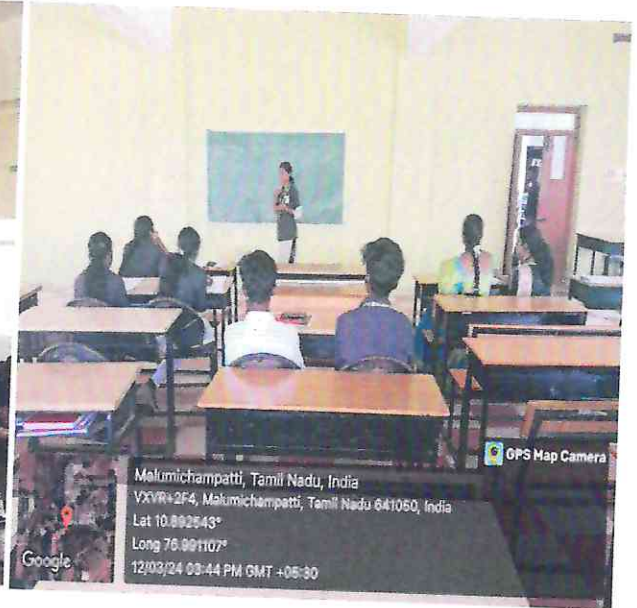 GPS Map Camera
Malumichampatti, Tamil Nadu, India
VXVR+2F4, Malumichampatti, Tamil Nadu 641050, India
Lat 10.892543°
Long 76.991107°
12/03/24 03:44 PM GMT +05:30
Google